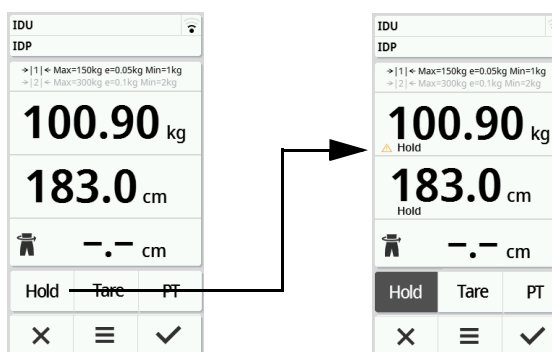 IDU
IDP
→|1|← Max=150kg e=0.05kg Min=1kg
→|2|← Max=300kg e=0.1kg Min=2kg
100.90 kg
183.0 cm
-.- cm
Hold Tare PT
IDU
IDP
→|1|← Max=150kg e=0.05kg Min=1kg
→|2|← Max=300kg e=0.1kg Min=2kg
100.90 kg
Hold
183.0 cm
Hold
-.- cm
Hold Tare PT